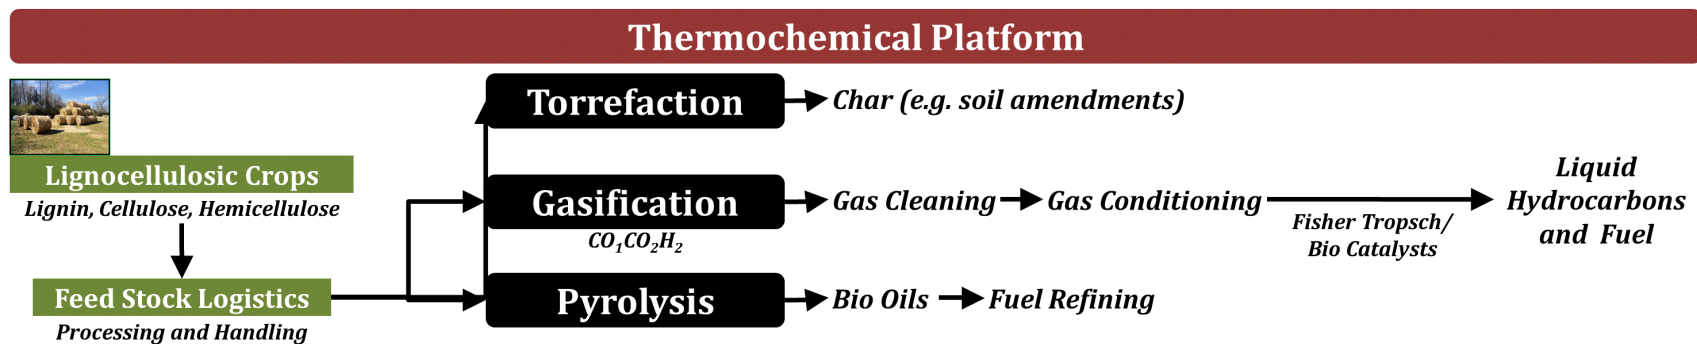 Thermochemical Platform
Torrefaction
Char (e.g. soil amendments)
Lignocellulosic Crops
Lignin, Cellulose, Hemicellulose
Gasification
CO₁CO₂H₂
Gas Cleaning
Gas Conditioning
Fisher Tropsch/
Bio Catalysts
Liquid
Hydrocarbons
and Fuel
Feed Stock Logistics
Processing and Handling
Pyrolysis
Bio Oils
Fuel Refining